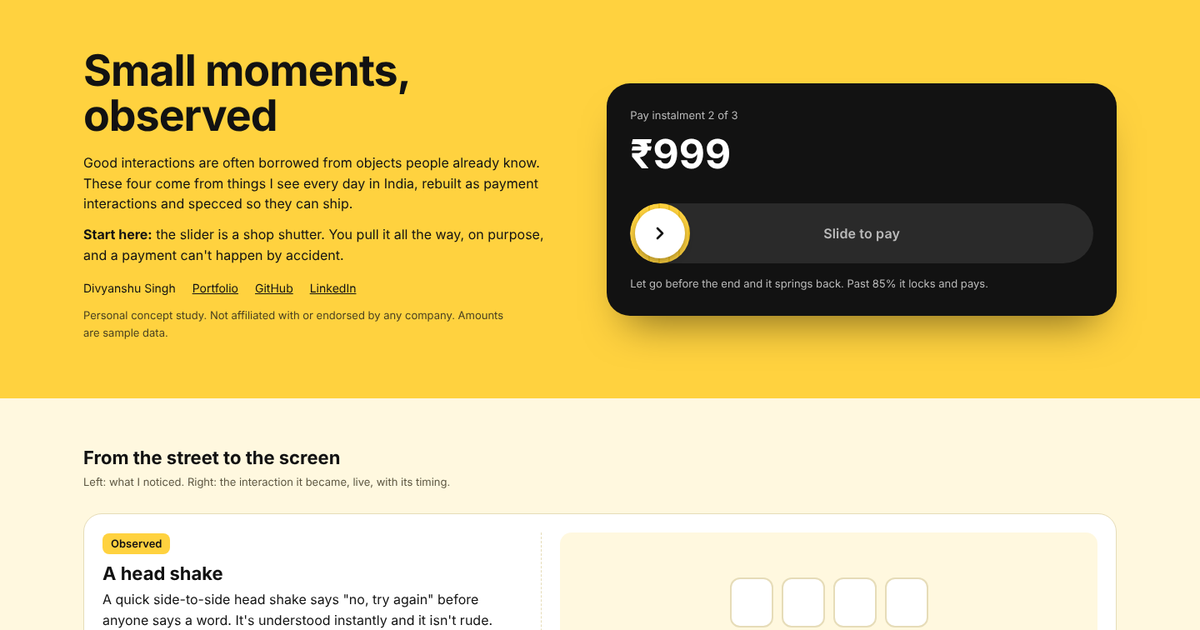 Small moments,
observed
Good interactions are often borrowed from objects people already know.
These four come from things I see every day in India, rebuilt as payment
interactions and specced so they can ship.
Start here: the slider is a shop shutter. You pull it all the way, on purpose,
and a payment can't happen by accident.
Divyanshu Singh Portfolio GitHub LinkedIn
Personal concept study. Not affiliated with or endorsed by any company. Amounts
are sample data.
Pay instalment 2 of 3
₹999
Slide to pay
Let go before the end and it springs back. Past 85% it locks and pays.
From the street to the screen
Left: what I noticed. Right: the interaction it became, live, with its timing.
Observed
A head shake
A quick side-to-side head shake says "no, try again" before
anyone says a word. It's understood instantly and it isn't rude.